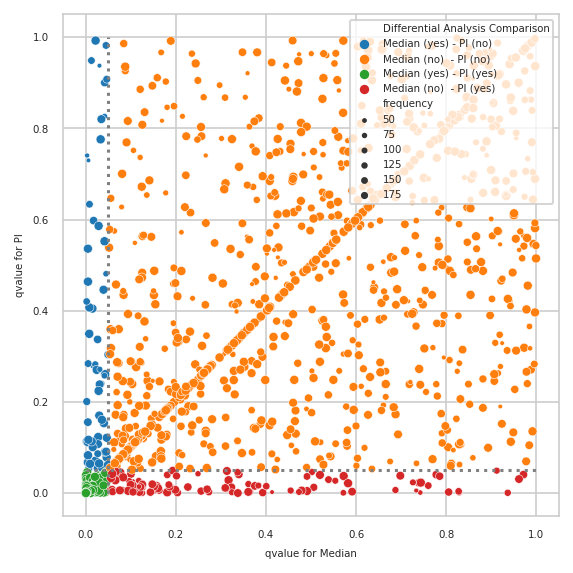 Differential Analysis Comparison
Median (yes) - PI (no)
Median (no)  - PI (no)
Median (yes) - PI (yes)
Median (no)  - PI (yes)
frequency
50
75
100
125
150
175
1.0
0.8
0.6
0.4
0.2
0.0
qvalue for PI
0.0 0.2 0.4 0.6 0.8 1.0
qvalue for Median